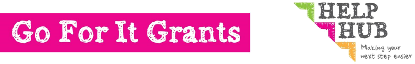 Go For It Grants
HELP
HUB
Making your
next step easier